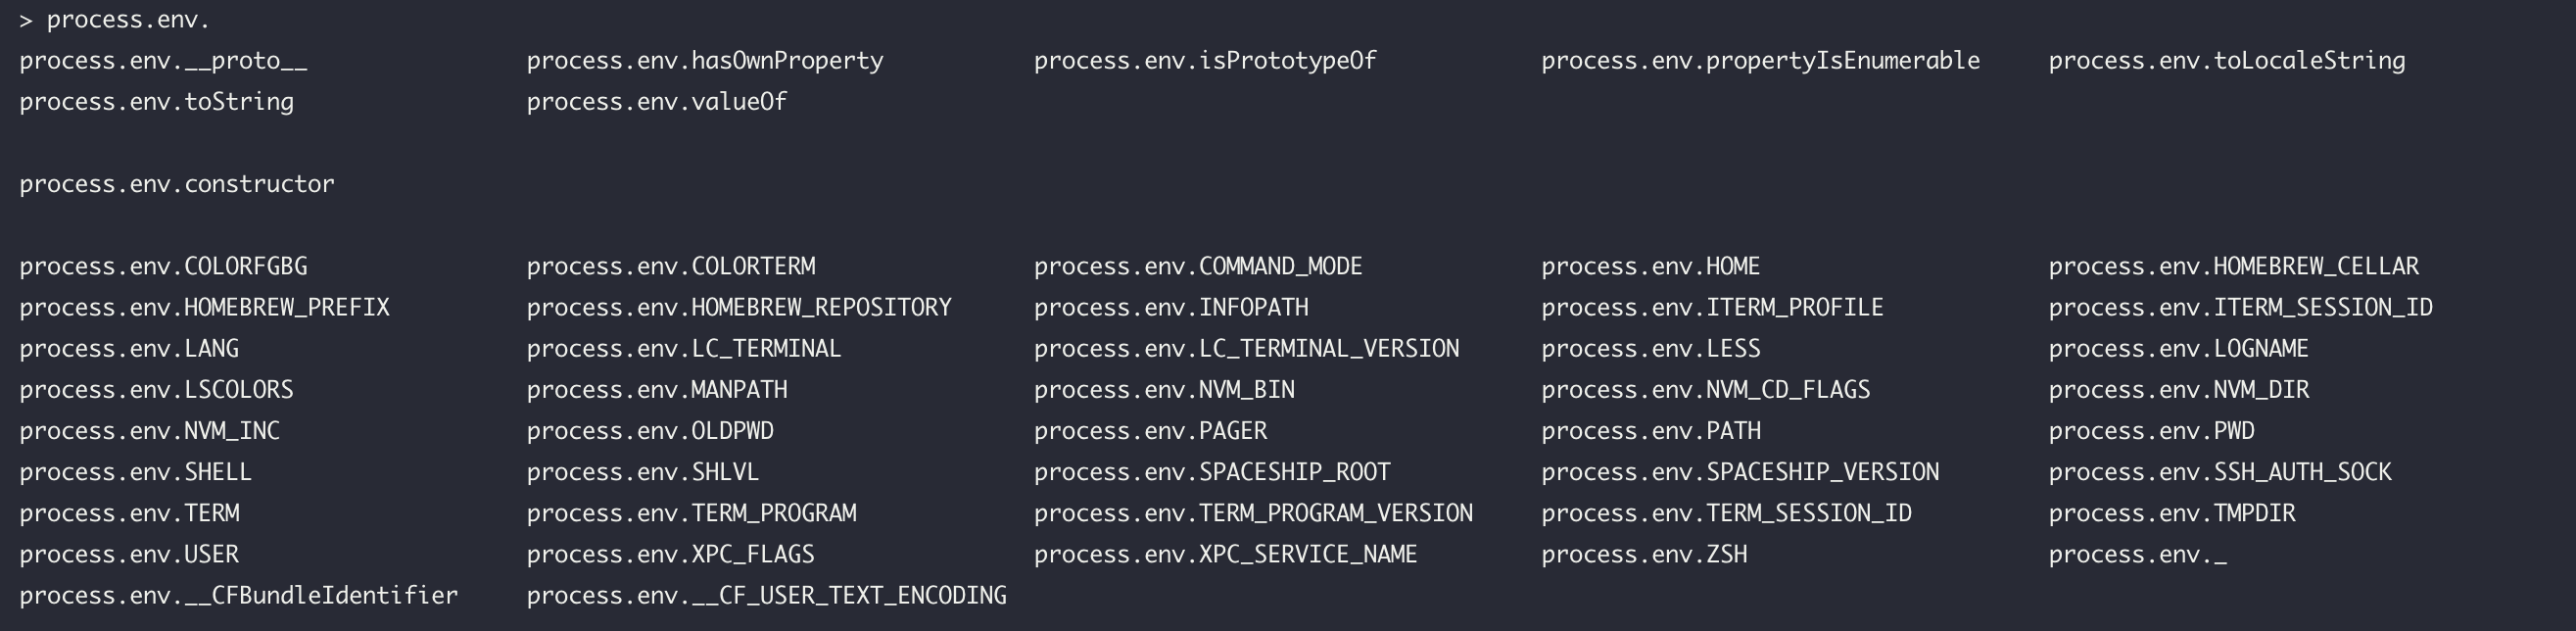 > process.env.
process.env.__proto__ process.env.hasOwnProperty process.env.isPrototypeOf process.env.propertyIsEnumerable process.env.toLocaleString
process.env.toString process.env.valueOf
process.env.constructor
process.env.COLORFGBG process.env.COLORTERM process.env.COMMAND_MODE process.env.HOME process.env.HOMEBREW_CELLAR
process.env.HOMEBREW_PREFIX process.env.HOMEBREW_REPOSITORY process.env.INFOPATH process.env.ITERM_PROFILE process.env.ITERM_SESSION_ID
process.env.LANG process.env.LC_TERMINAL process.env.LC_TERMINAL_VERSION process.env.LESS process.env.LOGNAME
process.env.LSCOLORS process.env.MANPATH process.env.NVM_BIN process.env.NVM_CD_FLAGS process.env.NVM_DIR
process.env.NVM_INC process.env.OLDPWD process.env.PAGER process.env.PATH process.env.PWD
process.env.SHELL process.env.SHLVL process.env.SPACESHIP_ROOT process.env.SPACESHIP_VERSION process.env.SSH_AUTH_SOCK
process.env.TERM process.env.TERM_PROGRAM process.env.TERM_PROGRAM_VERSION process.env.TERM_SESSION_ID process.env.TMPDIR
process.env.USER process.env.XPC_FLAGS process.env.XPC_SERVICE_NAME process.env.ZSH process.env._
process.env.__CFBundleIdentifier process.env.__CF_USER_TEXT_ENCODING